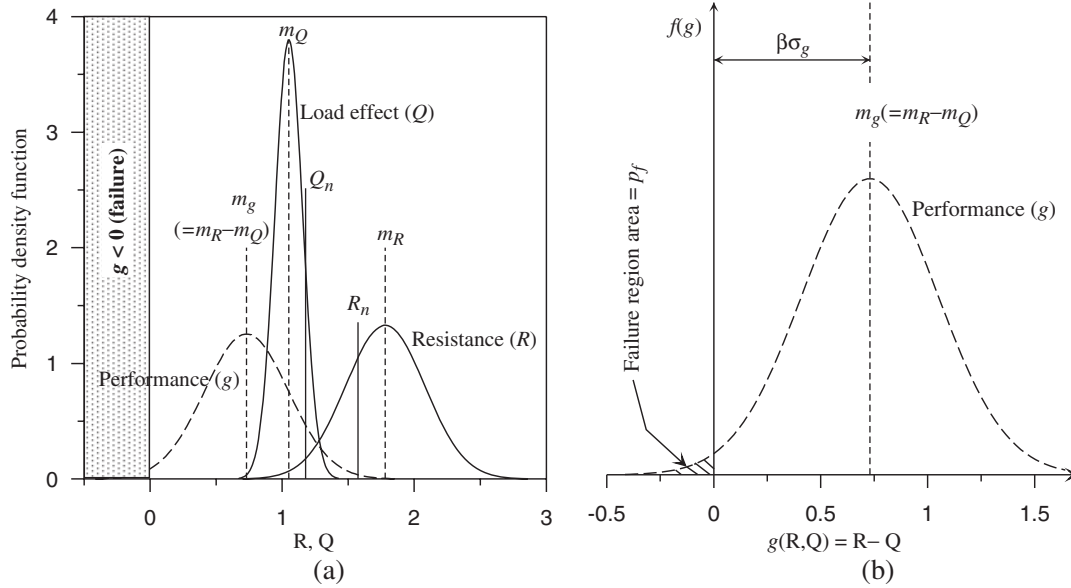 Probability density function
4
3
2
1
0
g < 0 (failure)
m_Q
Load effect (Q)
Q_n
m_g
(=m_R–m_Q)
m_R
R_n
Resistance (R)
Performance (g)
0
1
2
3
R, Q
(a)
f(g)
βσ_g
m_g(=m_R–m_Q)
Failure region area = p_f
Performance (g)
-0.5
0
0.5
1
1.5
g(R,Q) = R– Q
(b)